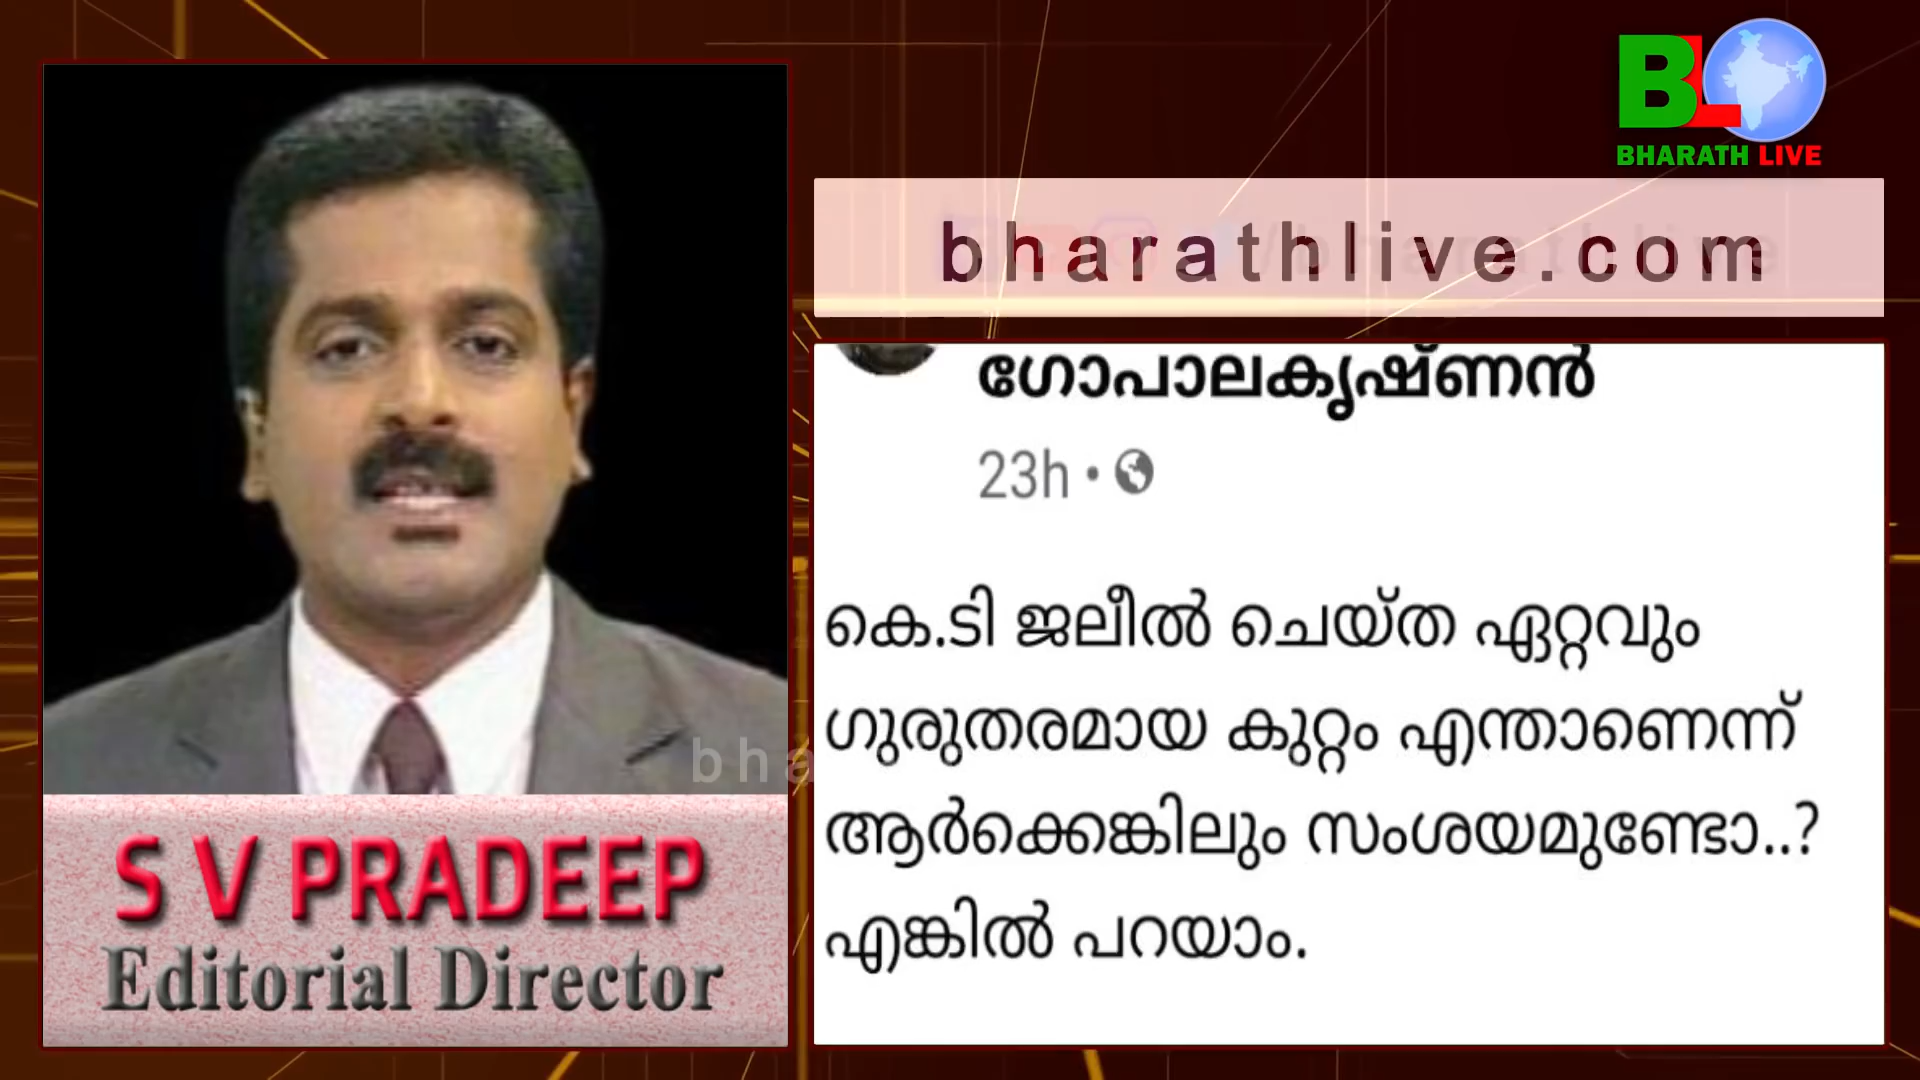 BL
BHARATH LIVE
bharathlive.com
ഗോപാലകൃഷ്ണൻ
23h •
കെ.ടി ജലീൽ ചെയ്ത ഏറ്റവും
ഗുരുതരമായ കുറ്റം എന്താണെന്ന്
ആർക്കെങ്കിലും സംശയമുണ്ടോ..?
എങ്കിൽ പറയാം.
bha
S V PRADEEP
Editorial Director